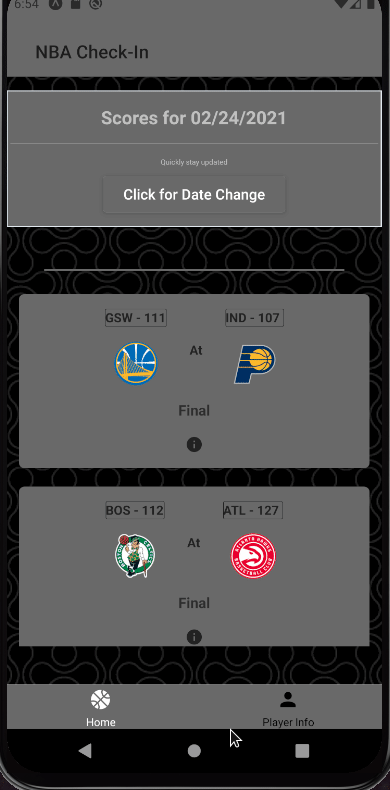 6:54
NBA Check-In
Scores for 02/24/2021
Quickly stay updated
Click for Date Change
GSW - 111
IND - 107
At
Final
BOS - 112
ATL - 127
At
Final
Home
Player Info